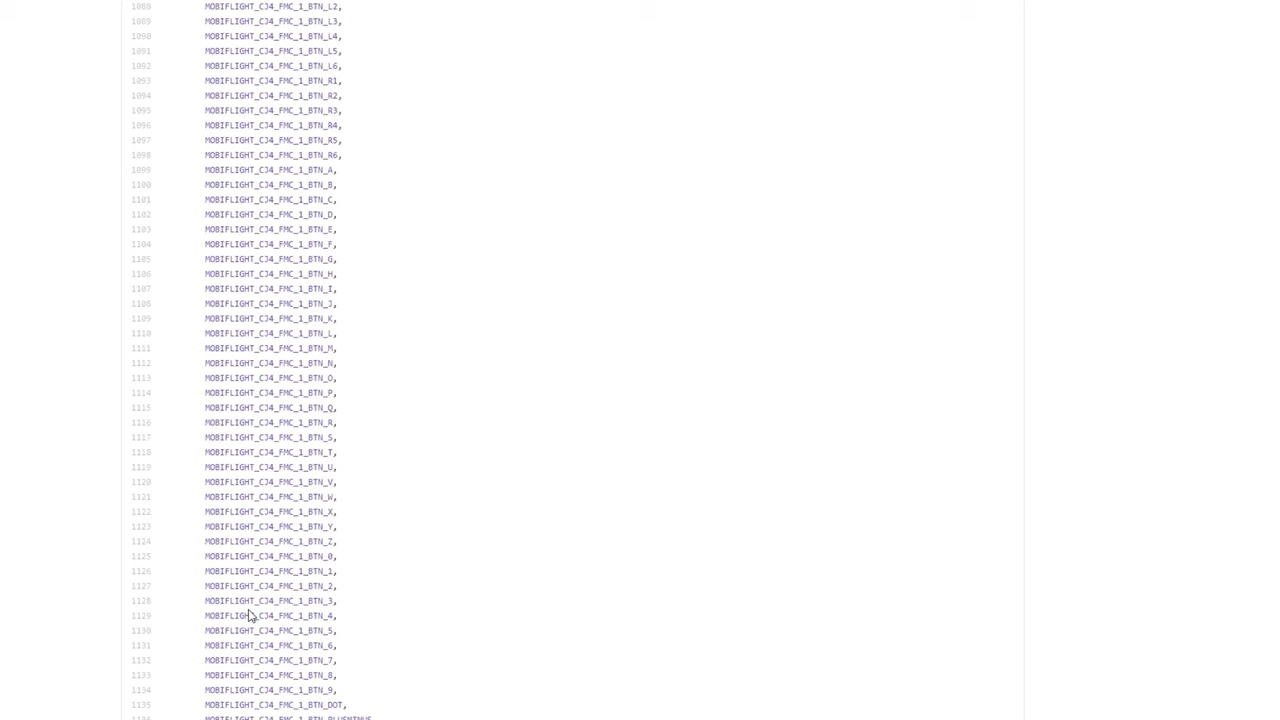 1088 MOBIFLIGHT_CJ4_FMC_1_BTN_L2,
1089 MOBIFLIGHT_CJ4_FMC_1_BTN_L3,
1090 MOBIFLIGHT_CJ4_FMC_1_BTN_L4,
1091 MOBIFLIGHT_CJ4_FMC_1_BTN_L5,
1092 MOBIFLIGHT_CJ4_FMC_1_BTN_L6,
1093 MOBIFLIGHT_CJ4_FMC_1_BTN_R1,
1094 MOBIFLIGHT_CJ4_FMC_1_BTN_R2,
1095 MOBIFLIGHT_CJ4_FMC_1_BTN_R3,
1096 MOBIFLIGHT_CJ4_FMC_1_BTN_R4,
1097 MOBIFLIGHT_CJ4_FMC_1_BTN_R5,
1098 MOBIFLIGHT_CJ4_FMC_1_BTN_R6,
1099 MOBIFLIGHT_CJ4_FMC_1_BTN_A,
1100 MOBIFLIGHT_CJ4_FMC_1_BTN_B,
1101 MOBIFLIGHT_CJ4_FMC_1_BTN_C,
1102 MOBIFLIGHT_CJ4_FMC_1_BTN_D,
1103 MOBIFLIGHT_CJ4_FMC_1_BTN_E,
1104 MOBIFLIGHT_CJ4_FMC_1_BTN_F,
1105 MOBIFLIGHT_CJ4_FMC_1_BTN_G,
1106 MOBIFLIGHT_CJ4_FMC_1_BTN_H,
1107 MOBIFLIGHT_CJ4_FMC_1_BTN_I,
1108 MOBIFLIGHT_CJ4_FMC_1_BTN_J,
1109 MOBIFLIGHT_CJ4_FMC_1_BTN_K,
1110 MOBIFLIGHT_CJ4_FMC_1_BTN_L,
1111 MOBIFLIGHT_CJ4_FMC_1_BTN_M,
1112 MOBIFLIGHT_CJ4_FMC_1_BTN_N,
1113 MOBIFLIGHT_CJ4_FMC_1_BTN_O,
1114 MOBIFLIGHT_CJ4_FMC_1_BTN_P,
1115 MOBIFLIGHT_CJ4_FMC_1_BTN_Q,
1116 MOBIFLIGHT_CJ4_FMC_1_BTN_R,
1117 MOBIFLIGHT_CJ4_FMC_1_BTN_S,
1118 MOBIFLIGHT_CJ4_FMC_1_BTN_T,
1119 MOBIFLIGHT_CJ4_FMC_1_BTN_U,
1120 MOBIFLIGHT_CJ4_FMC_1_BTN_V,
1121 MOBIFLIGHT_CJ4_FMC_1_BTN_W,
1122 MOBIFLIGHT_CJ4_FMC_1_BTN_X,
1123 MOBIFLIGHT_CJ4_FMC_1_BTN_Y,
1124 MOBIFLIGHT_CJ4_FMC_1_BTN_Z,
1125 MOBIFLIGHT_CJ4_FMC_1_BTN_0,
1126 MOBIFLIGHT_CJ4_FMC_1_BTN_1,
1127 MOBIFLIGHT_CJ4_FMC_1_BTN_2,
1128 MOBIFLIGHT_CJ4_FMC_1_BTN_3,
1129 MOBIFLIGHT_CJ4_FMC_1_BTN_4,
1130 MOBIFLIGHT_CJ4_FMC_1_BTN_5,
1131 MOBIFLIGHT_CJ4_FMC_1_BTN_6,
1132 MOBIFLIGHT_CJ4_FMC_1_BTN_7,
1133 MOBIFLIGHT_CJ4_FMC_1_BTN_8,
1134 MOBIFLIGHT_CJ4_FMC_1_BTN_9,
1135 MOBIFLIGHT_CJ4_FMC_1_BTN_DOT,
1136 MOBIFLIGHT_CJ4_FMC_1_BTN_PLUSMINUS